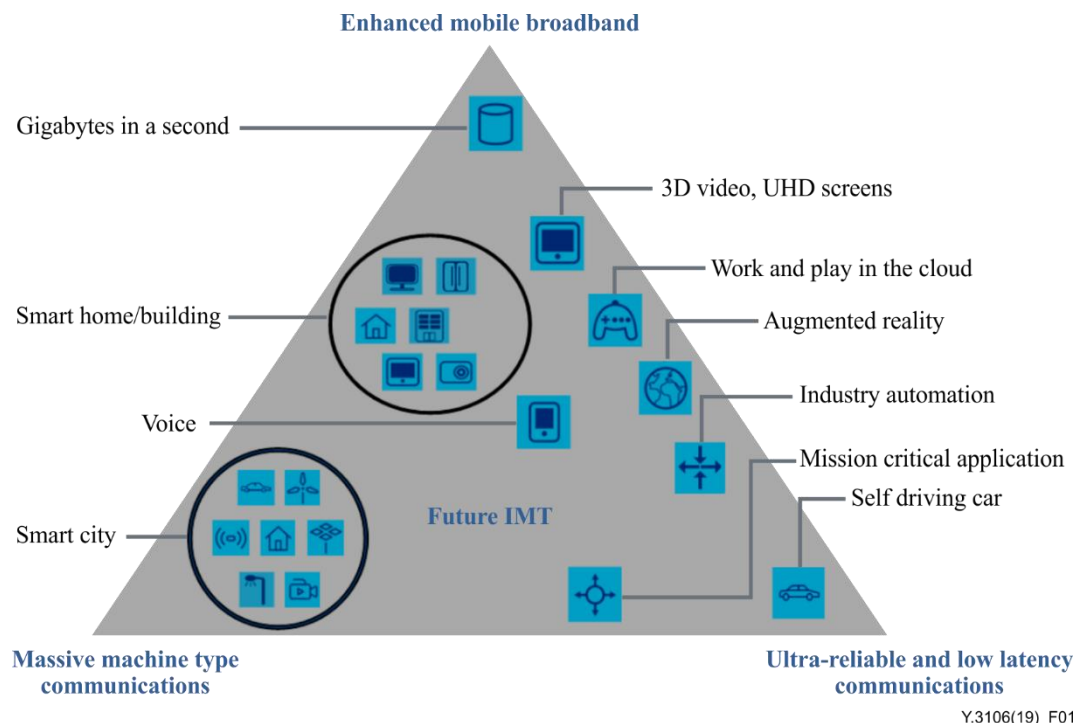 Enhanced mobile broadband
Gigabytes in a second
3D video, UHD screens
Work and play in the cloud
Smart home/building
Augmented reality
Industry automation
Voice
Mission critical application
Self driving car
Future IMT
Smart city
Massive machine type
communications
Ultra-reliable and low latency
communications
Y.3106(19)_F01